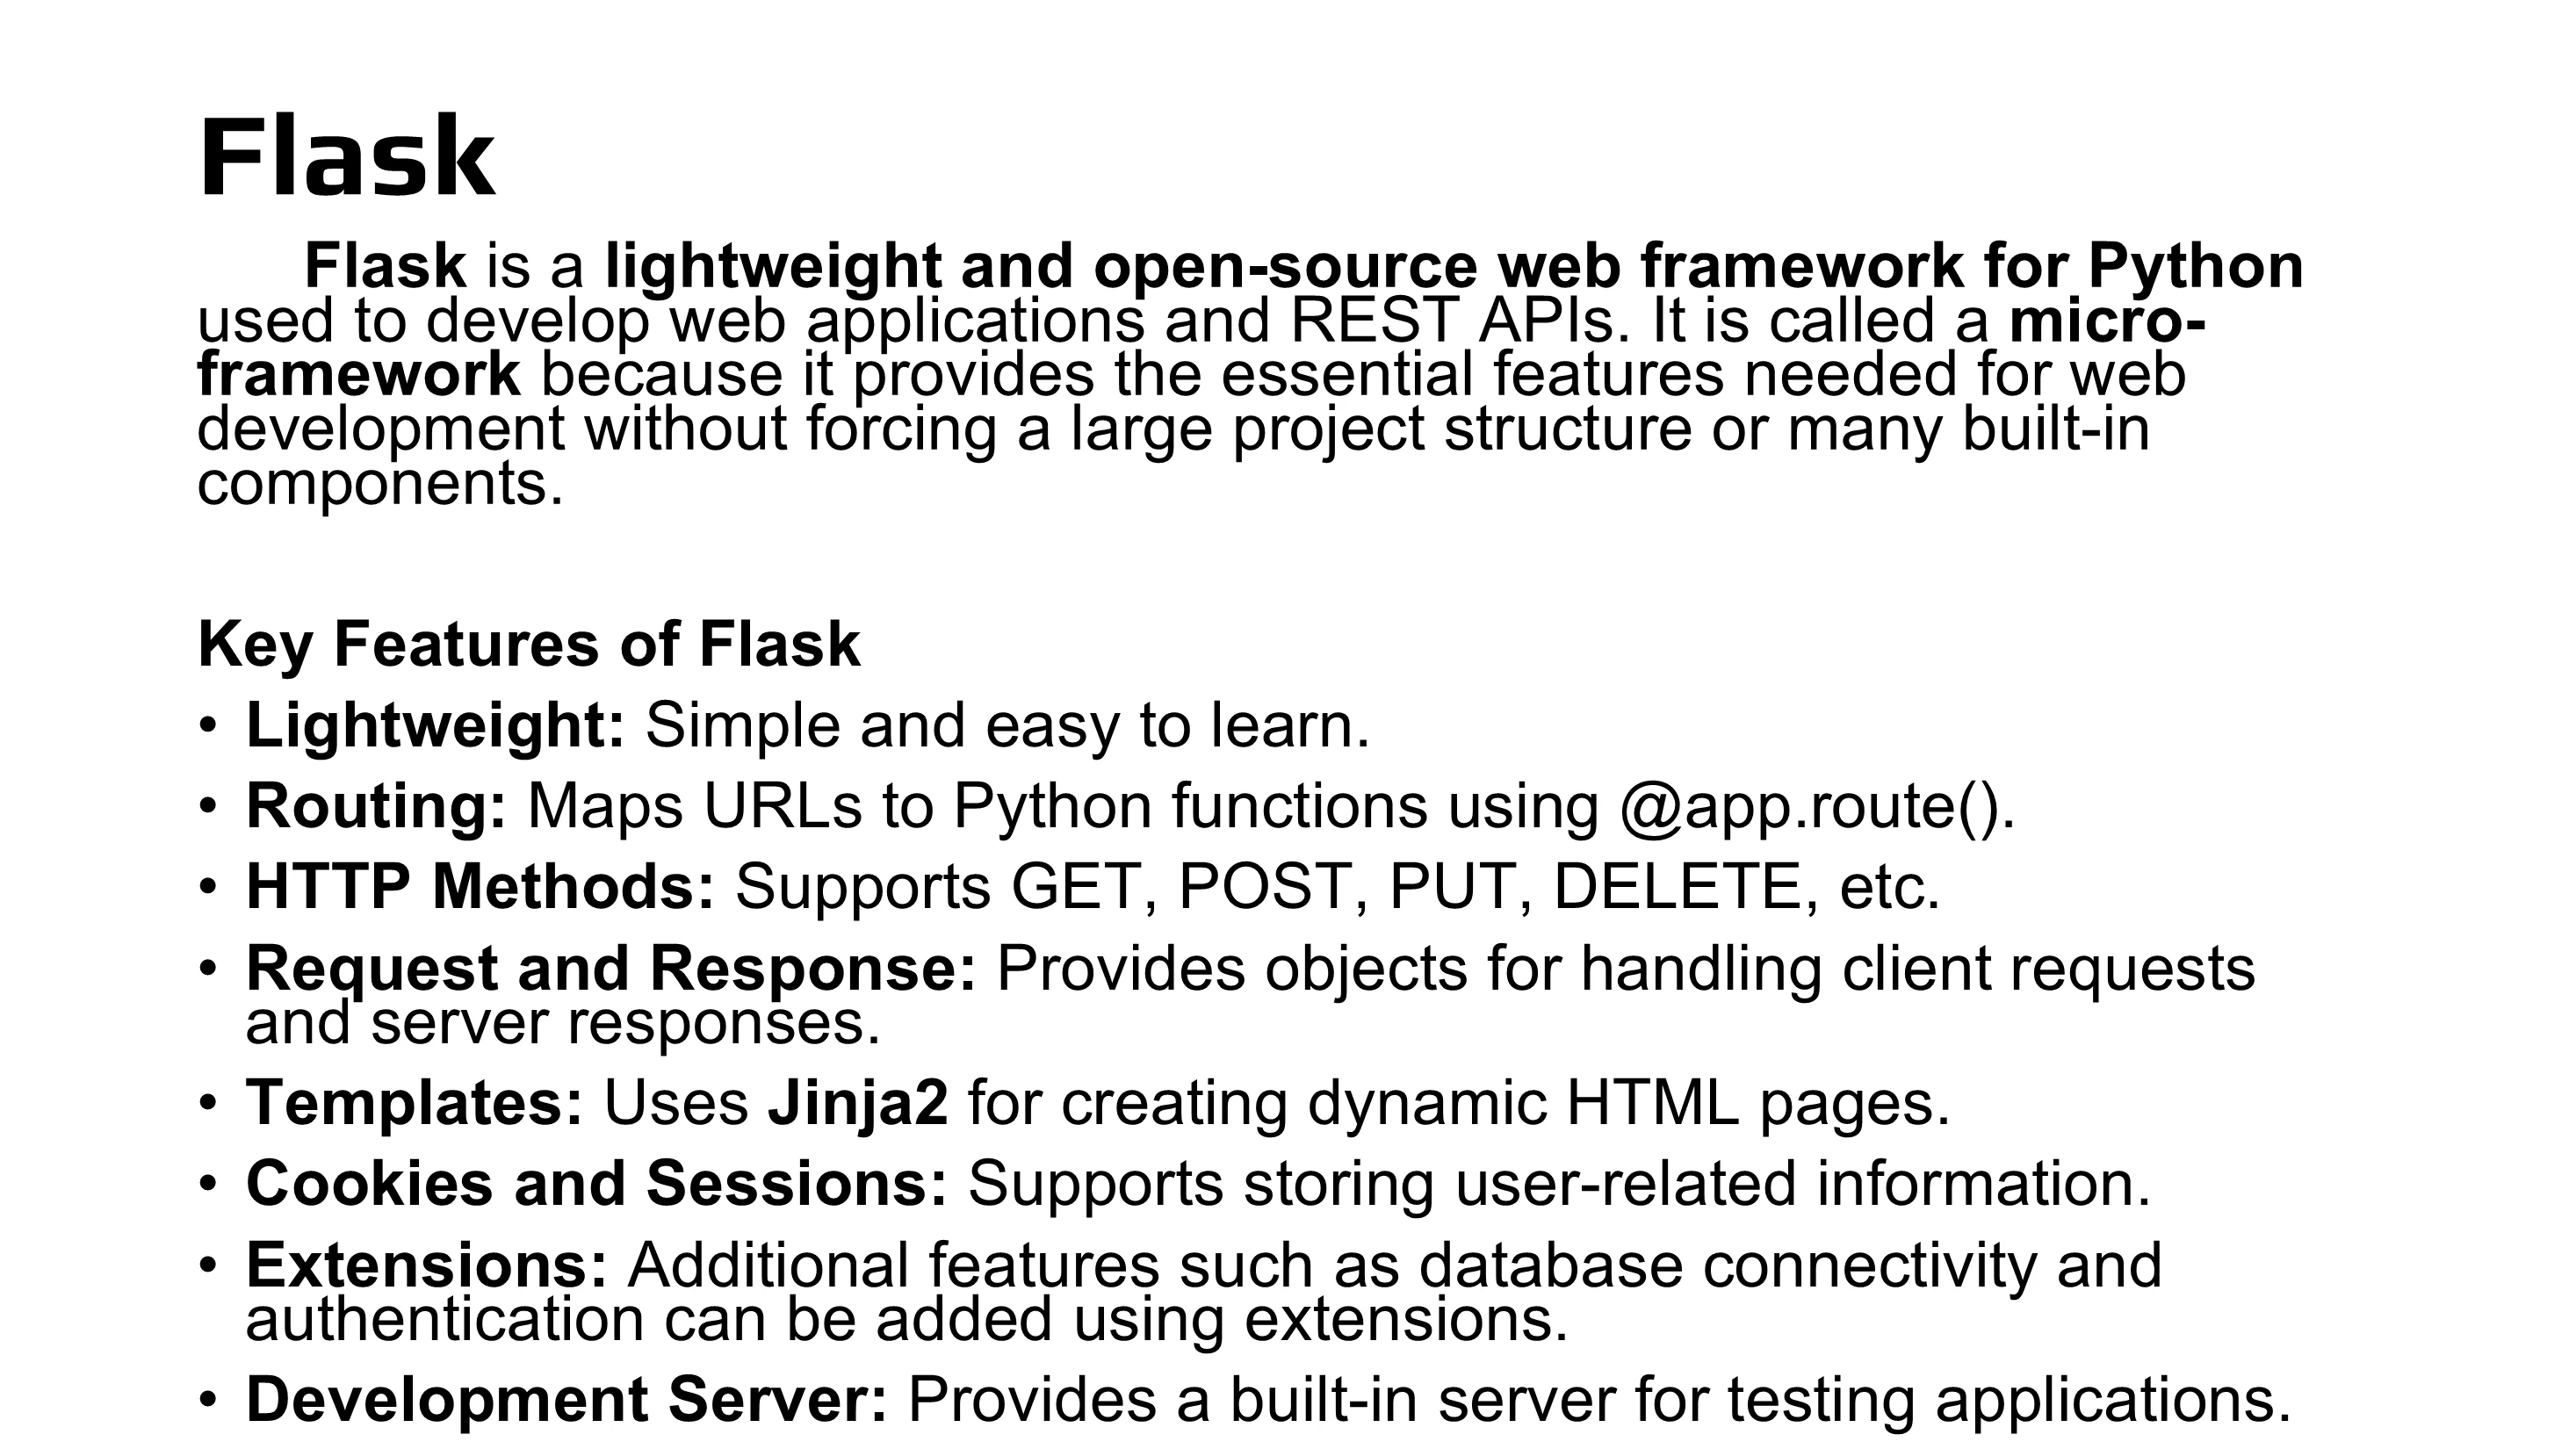 Flask
Flask is a lightweight and open-source web framework for Python
used to develop web applications and REST APIs. It is called a micro-
framework because it provides the essential features needed for web
development without forcing a large project structure or many built-in
components.
Key Features of Flask
• Lightweight: Simple and easy to learn.
• Routing: Maps URLs to Python functions using @app.route().
• HTTP Methods: Supports GET, POST, PUT, DELETE, etc.
• Request and Response: Provides objects for handling client requests
and server responses.
• Templates: Uses Jinja2 for creating dynamic HTML pages.
• Cookies and Sessions: Supports storing user-related information.
• Extensions: Additional features such as database connectivity and
authentication can be added using extensions.
• Development Server: Provides a built-in server for testing applications.